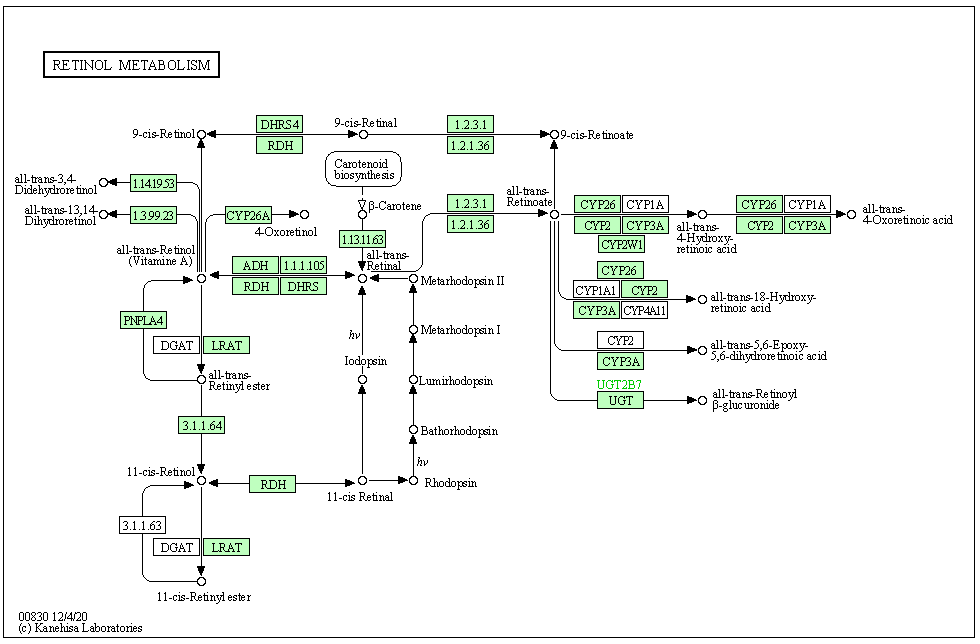 RETINOL METABOLISM
9-cis-Retinol
DHRS4
RDH
9-cis-Retinal
1.2.3.1
1.2.1.36
9-cis-Retinoate
Carotenoid
biosynthesis
all-trans-3,4-
Didehydroretinol
1.14.19.53
all-trans-13,14-
Dihydroretinol
1.3.99.23
CYP26A
4-Oxoretinol
β-Carotene
1.13.11.63
all-trans-
Retinal
1.2.3.1
1.2.1.36
all-trans-
Retinoate
CYP26
CYP1A
CYP2
CYP3A
CYP2W1
all-trans-
4-Hydroxy-
retinoic acid
CYP26
CYP1A
CYP2
CYP3A
all-trans-
4-Oxoretinoic acid
all-trans-Retinol
(Vitamine A)
ADH
1.1.1.105
RDH
DHRS
Metarhodopsin II
CYP26
CYP1A1
CYP2
CYP3A
CYP4A11
all-trans-18-Hydroxy-
retinoic acid
PNPLA4
DGAT
LRAT
hv
Iodopsin
Metarhodopsin I
CYP2
CYP3A
all-trans-5,6-Epoxy-
5,6-dihydroretinoic acid
all-trans-
Retinyl ester
Lumirhodopsin
UGT2B7
UGT
all-trans-Retinoyl
β-glucuronide
3.1.1.64
Bathorhodopsin
hv
11-cis-Retinol
RDH
11-cis Retinal
Rhodopsin
3.1.1.63
DGAT
LRAT
11-cis-Retinyl ester
00830 12/4/20
(c) Kanehisa Laboratories